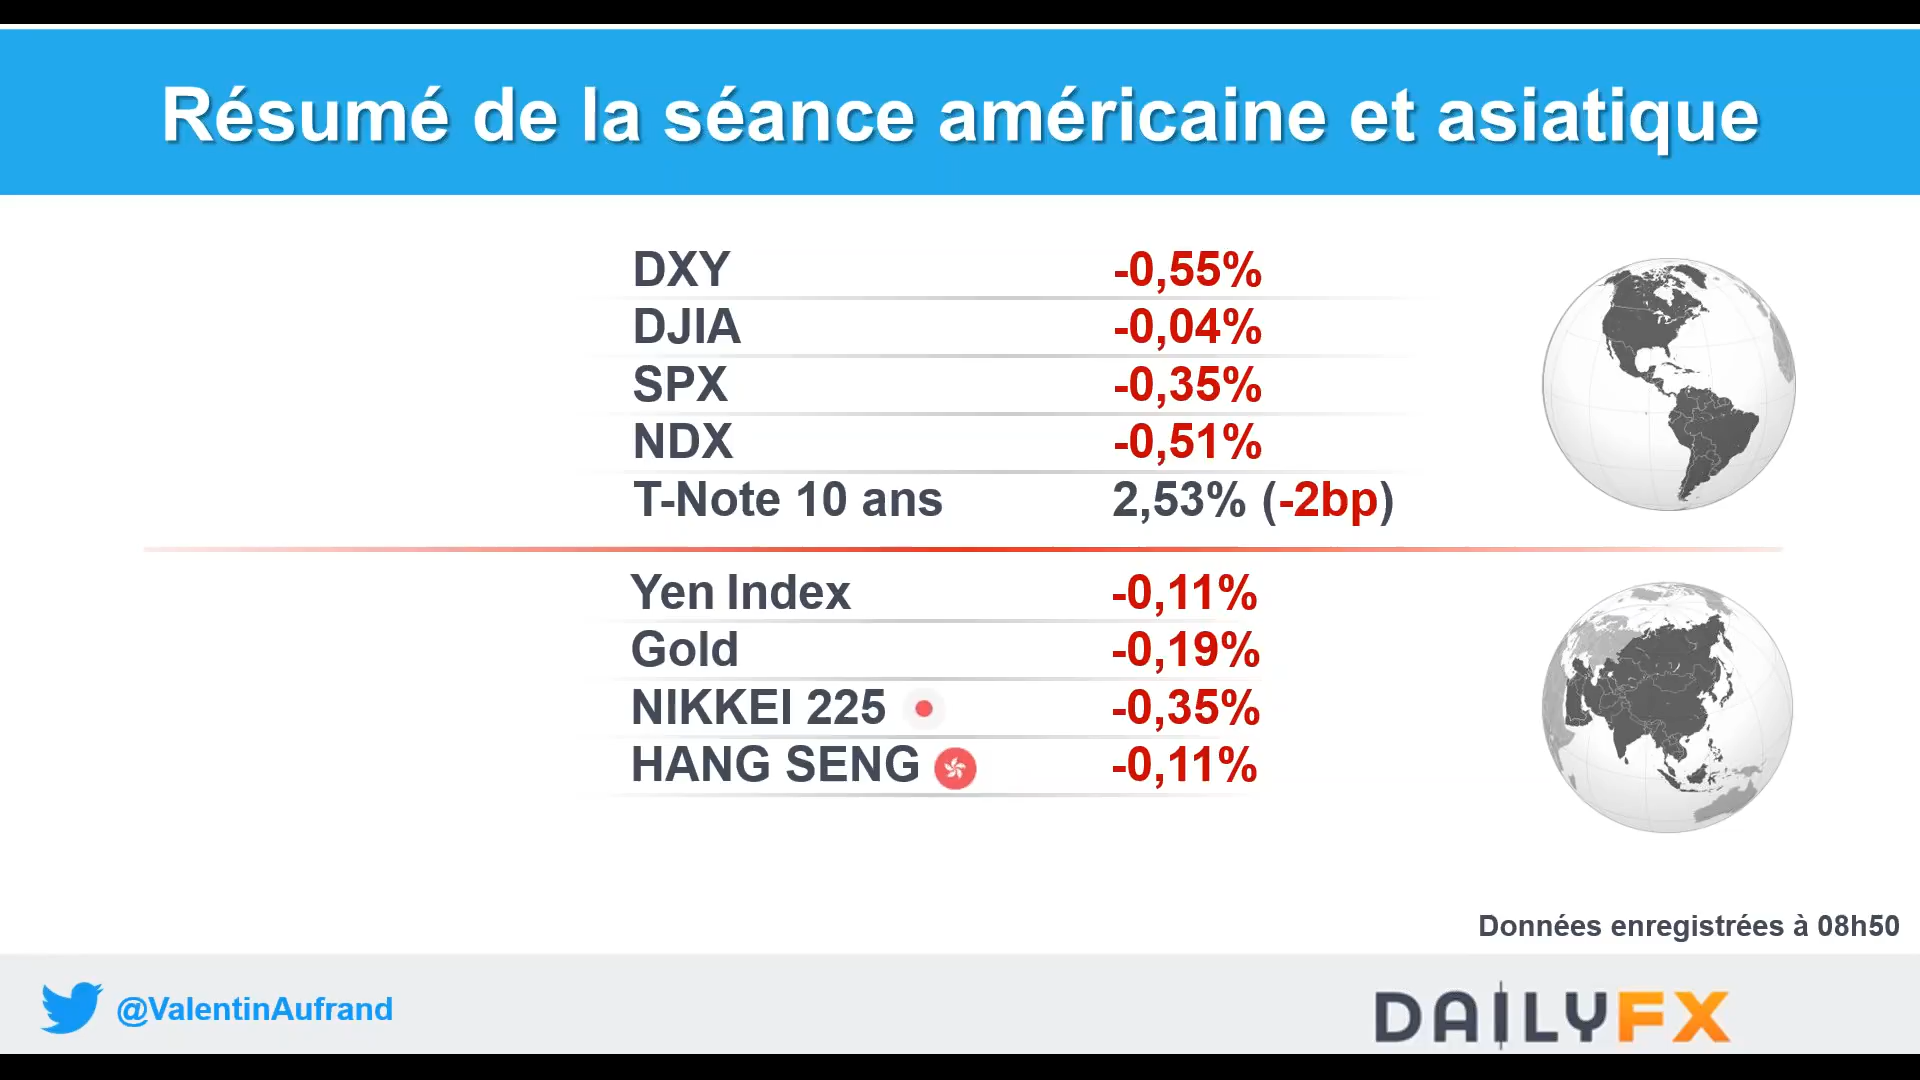 Résumé de la séance américaine et asiatique
DXY -0,55%
DJIA -0,04%
SPX -0,35%
NDX -0,51%
T-Note 10 ans 2,53% (-2bp)
Yen Index -0,11%
Gold -0,19%
NIKKEI 225 -0,35%
HANG SENG -0,11%
Données enregistrées à 08h50
@ValentinAufrand
DAILYFX